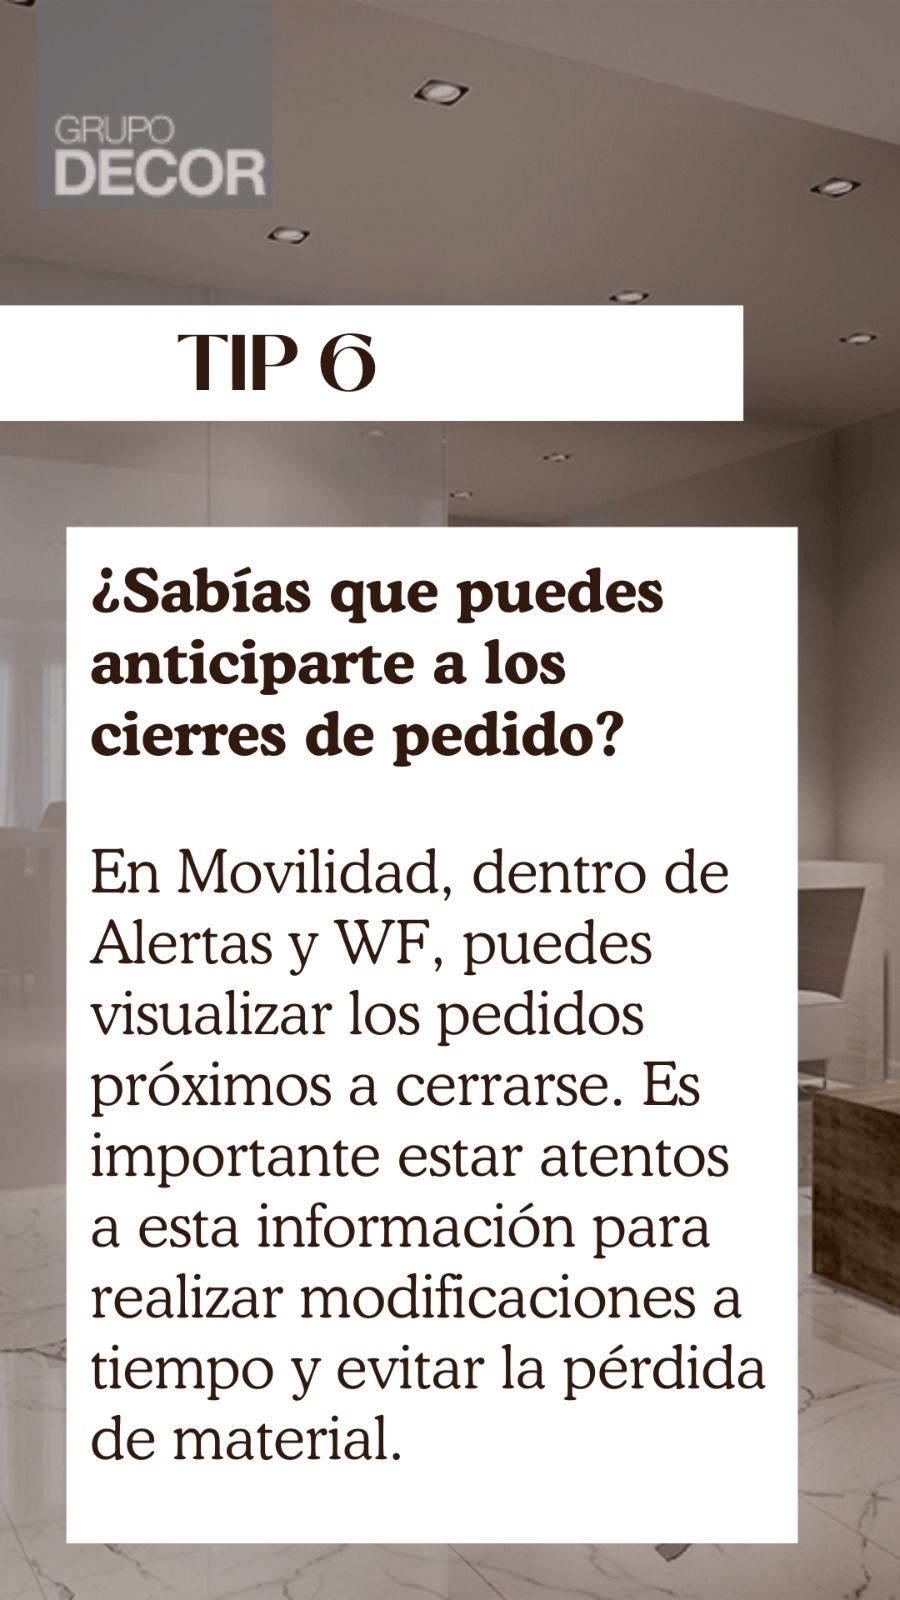 GRUPO
DECOR
TIP 6
¿Sabías que puedes
anticiparte a los
cierres de pedido?
En Movilidad, dentro de
Alertas y WF, puedes
visualizar los pedidos
próximos a cerrarse. Es
importante estar atentos
a esta información para
realizar modificaciones a
tiempo y evitar la pérdida
de material.